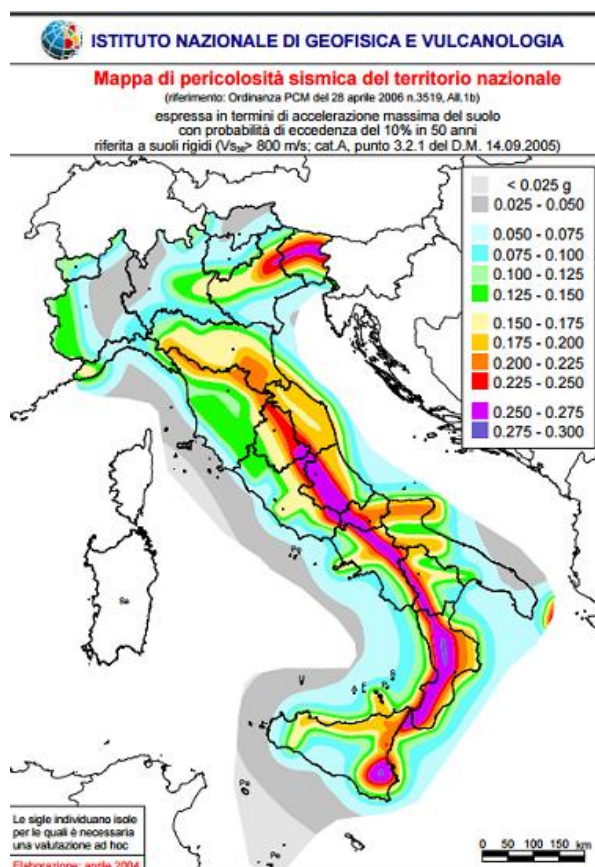 ISTITUTO NAZIONALE DI GEOFISICA E VULCANOLOGIA
Mappa di pericolosità sismica del territorio nazionale
(riferimento: Ordinanza PCM del 28 aprile 2006 n.3519, All.1b)
espressa in termini di accelerazione massima del suolo
con probabilità di eccedenza del 10% in 50 anni
riferita a suoli rigidi (Vs₃₀> 800 m/s; cat.A, punto 3.2.1 del D.M. 14.09.2005)
< 0.025 g
0.025 - 0.050
0.050 - 0.075
0.075 - 0.100
0.100 - 0.125
0.125 - 0.150
0.150 - 0.175
0.175 - 0.200
0.200 - 0.225
0.225 - 0.250
0.250 - 0.275
0.275 - 0.300
Le sigle individuano isole
per le quali è necessaria
una valutazione ad hoc
Elaborazione: aprile 2004
0 50 100 150 km